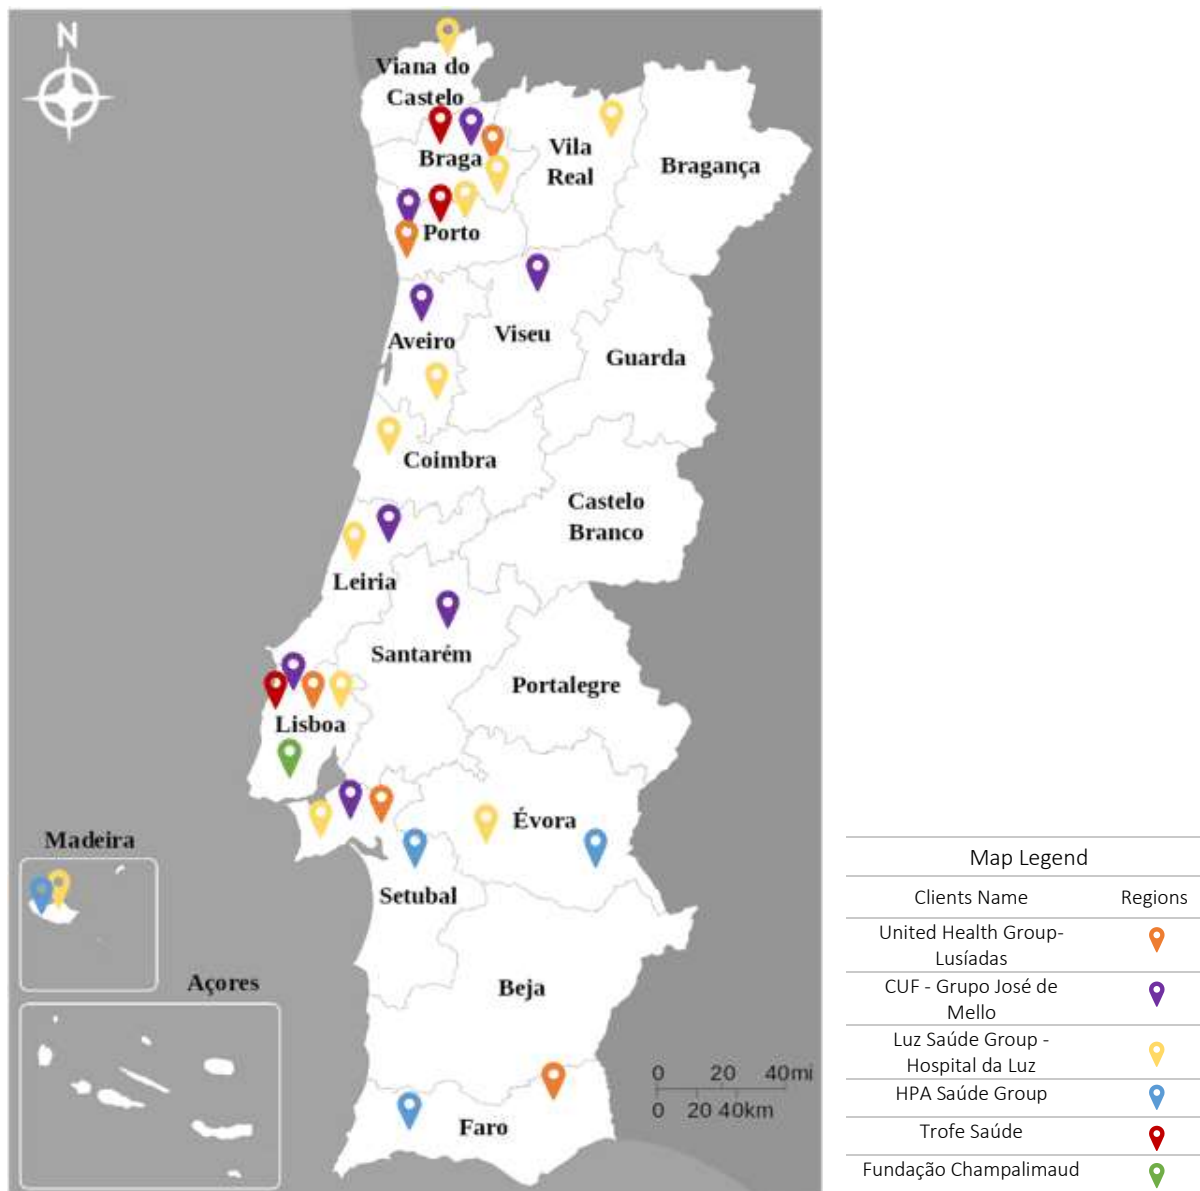 N
Viana do
Castelo
Braga
Vila
Real
Bragança
Porto
Aveiro
Viseu
Guarda
Coimbra
Castelo
Branco
Leiria
Santarém
Portalegre
Lisboa
Évora
Setubal
Madeira
Açores
Beja
Faro
0 20 40mi
0 20 40km
Map Legend
Clients Name Regions
United Health Group-
Lusíadas
CUF - Grupo José de
Mello
Luz Saúde Group -
Hospital da Luz
HPA Saúde Group
Trofe Saúde
Fundação Champalimaud